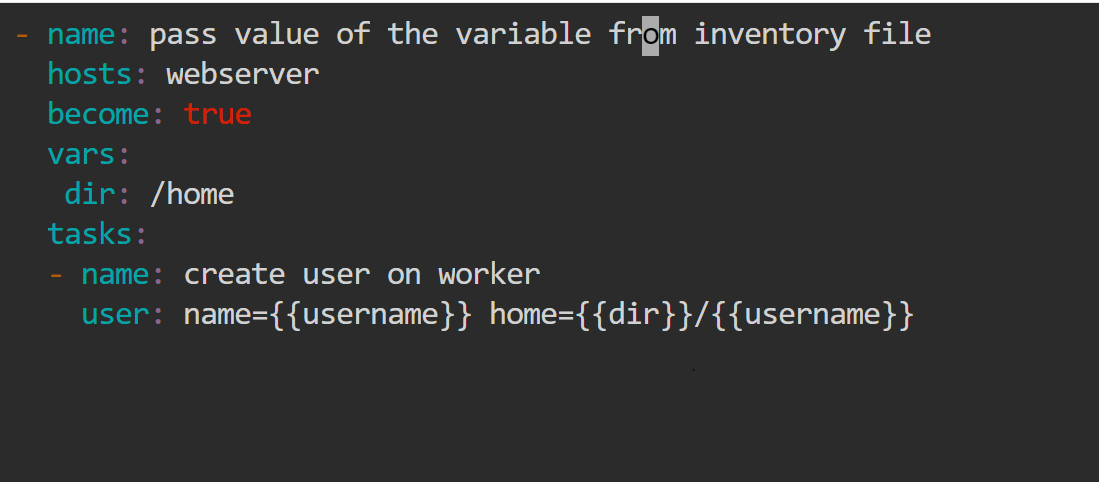 - name: pass value of the variable from inventory file
  hosts: webserver
  become: true
  vars:
   dir: /home
  tasks:
  - name: create user on worker
    user: name={{username}} home={{dir}}/{{username}}